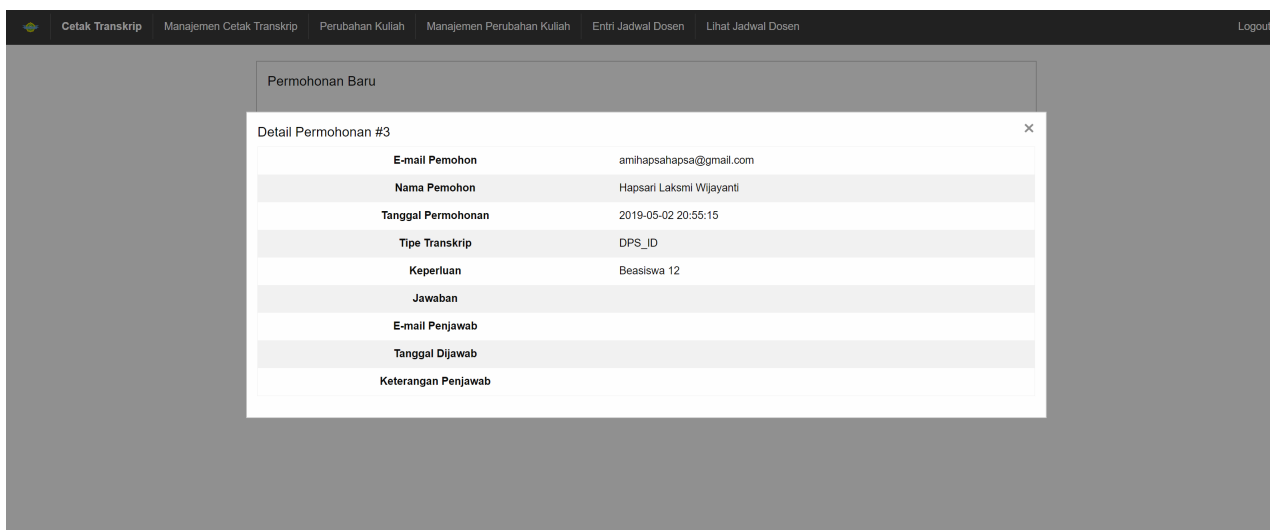 Cetak Transkrip Manajemen Cetak Transkrip Perubahan Kuliah Manajemen Perubahan Kuliah Entri Jadwal Dosen Lihat Jadwal Dosen Logout
Permohonan Baru
Detail Permohonan #3 ×
E-mail Pemohon amihapsahapsa@gmail.com
Nama Pemohon Hapsari Laksmi Wijayanti
Tanggal Permohonan 2019-05-02 20:55:15
Tipe Transkrip DPS_ID
Keperluan Beasiswa 12
Jawaban
E-mail Penjawab
Tanggal Dijawab
Keterangan Penjawab